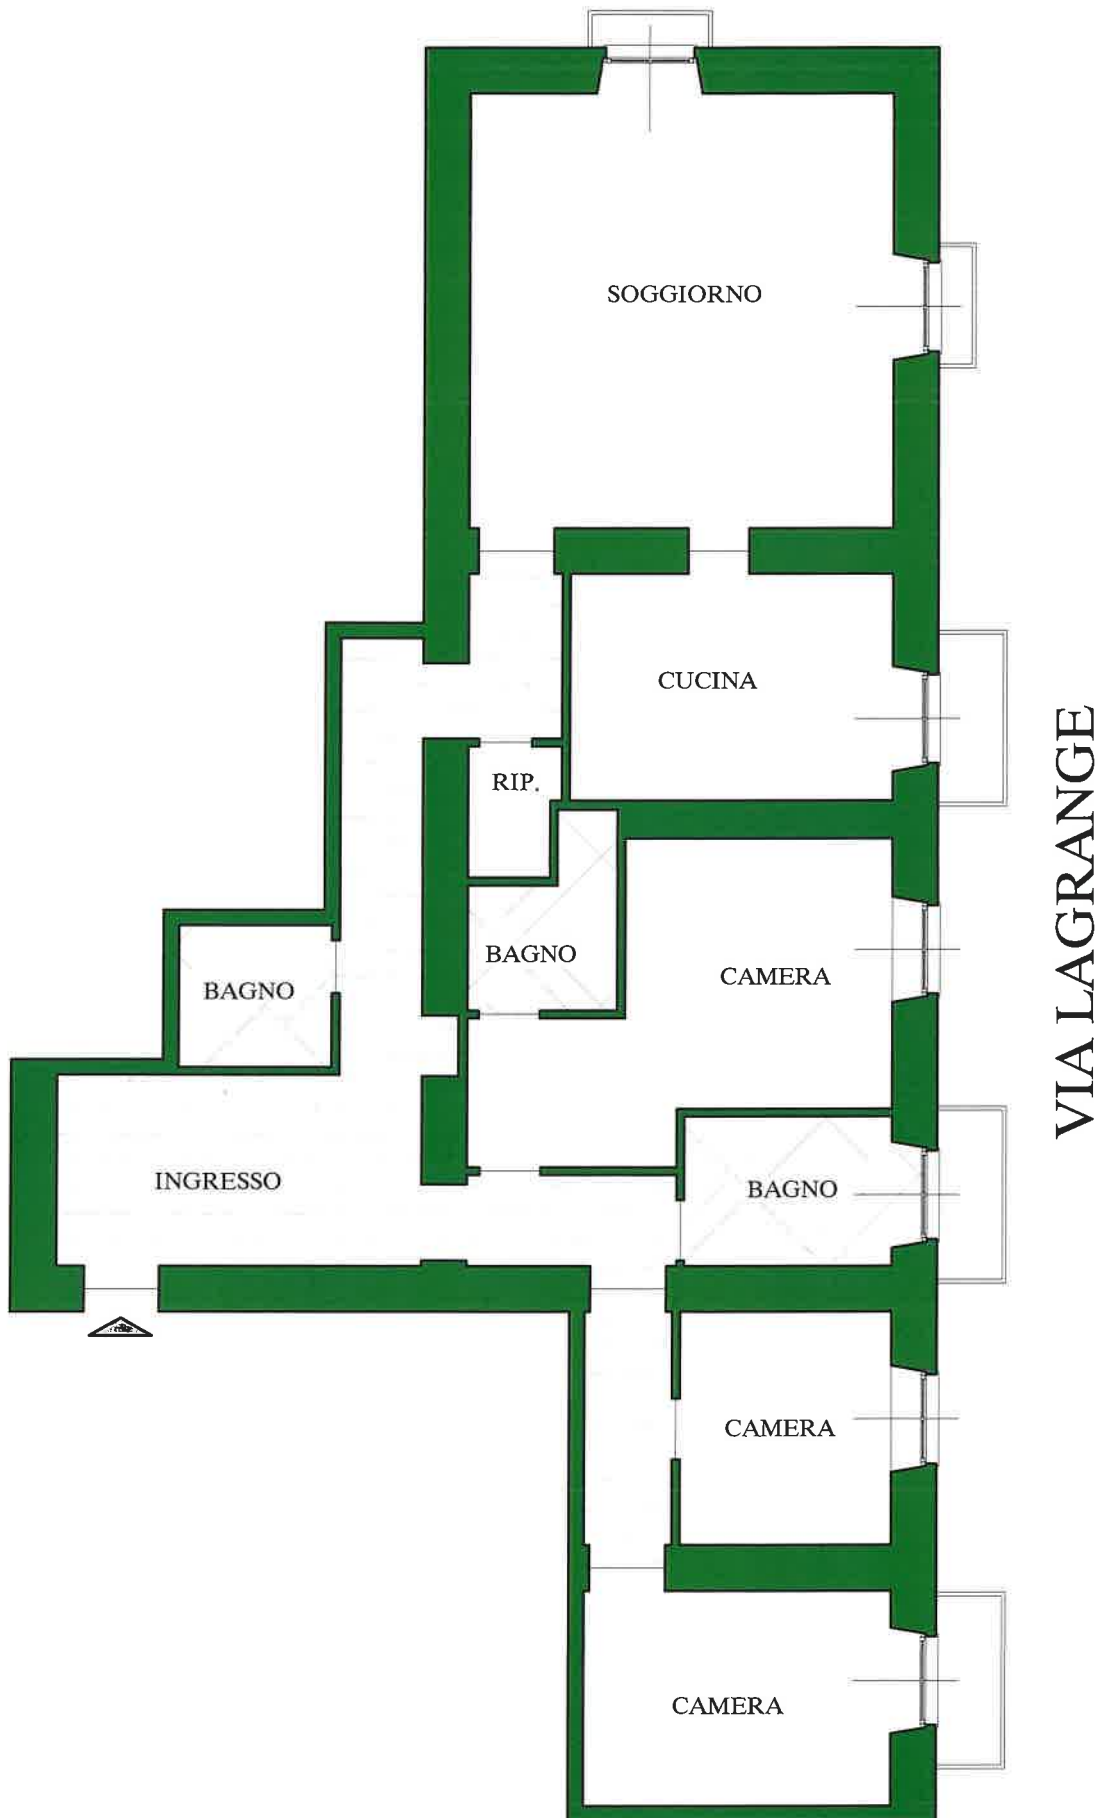 SOGGIORNO
CUCINA
RIP.
BAGNO
CAMERA
BAGNO
INGRESSO
BAGNO
CAMERA
CAMERA
VIA LAGRANGE